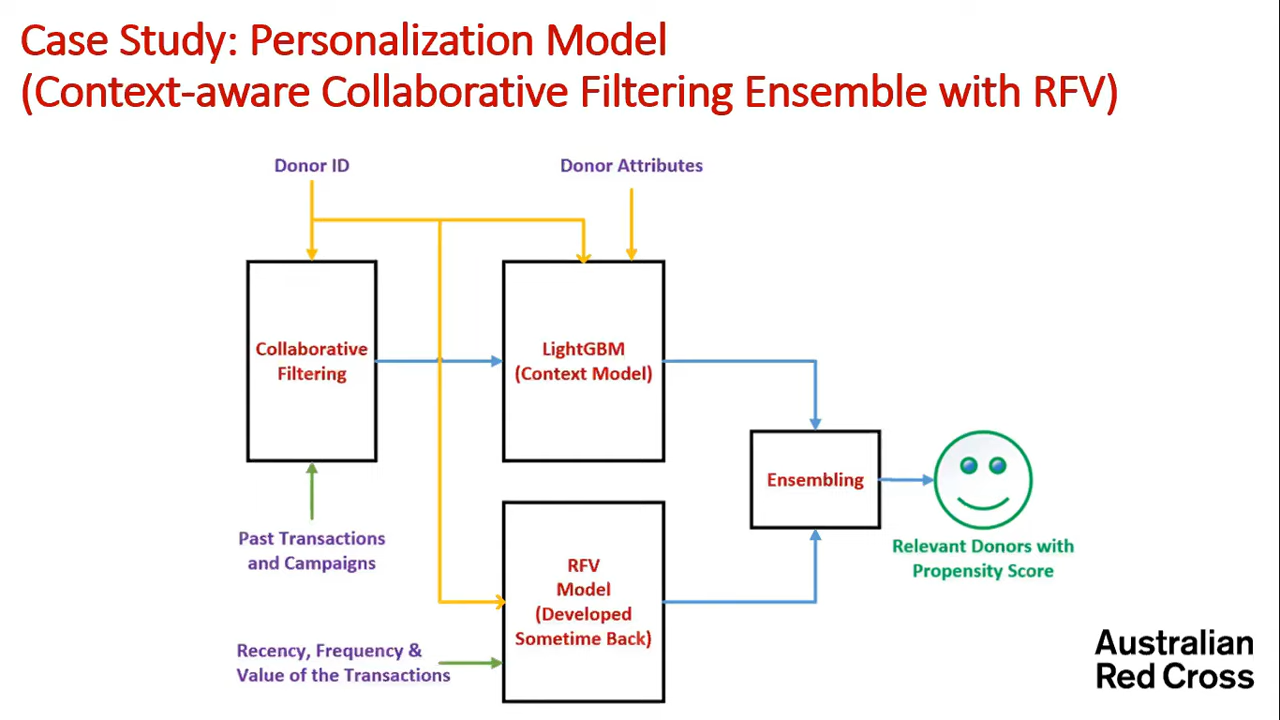 Case Study: Personalization Model
(Context-aware Collaborative Filtering Ensemble with RFV)
Donor ID
Donor Attributes
Collaborative
Filtering
LightGBM
(Context Model)
Ensembling
Past Transactions
and Campaigns
Relevant Donors with
Propensity Score
RFV
Model
(Developed
Sometime Back)
Recency, Frequency &
Value of the Transactions
Australian
Red Cross